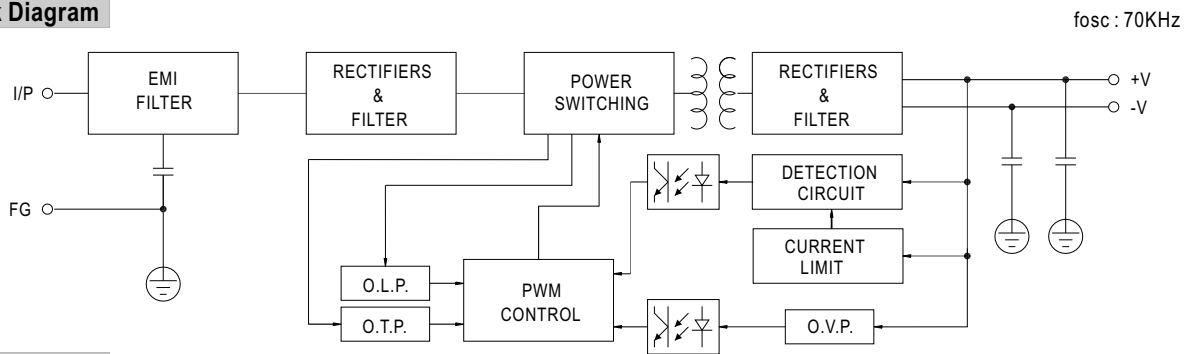 Diagram
fosc : 70KHz
I/P
EMI
FILTER
RECTIFIERS
&
FILTER
POWER
SWITCHING
RECTIFIERS
&
FILTER
+V
-V
FG
DETECTION
CIRCUIT
CURRENT
LIMIT
O.L.P.
O.T.P.
PWM
CONTROL
O.V.P.